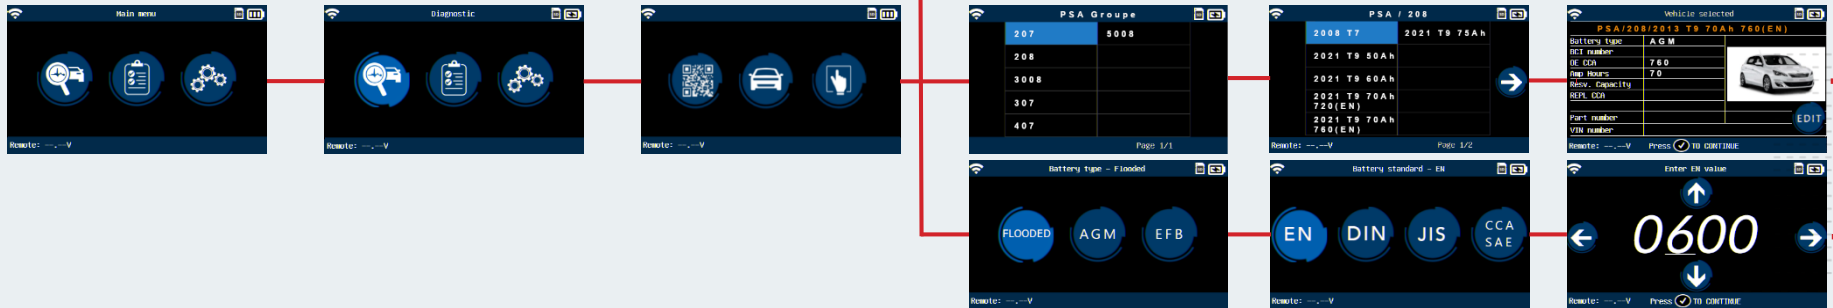 Main menu
Remote: --.--V
Diagnostic
Remote: --.--V
Remote: --.--V
PSA Groupe
207 5008
208
3008
307
407
Page 1/1
PSA / 208
2008 T7 2021 T9 75Ah
2021 T9 50Ah
2021 T9 60Ah
2021 T9 70Ah
720(EN)
2021 T9 70Ah
760(EN)
Remote: --.--V Page 1/2
Vehicle selected
PSA/208/2013 T9 70Ah 760(EN)
Battery type AGM
BCI number
OE CCA 760
Amp Hours 70
Résv. Capacity
REPL CCA
Part number
EDIT
VIN number
Remote: --.--V Press TO CONTINUE
Battery type - Flooded
FLOODED AGM EFB
Remote: --.--V
Battery standard - EN
EN DIN JIS CCA
SAE
Remote: --.--V
Enter EN value
0600
Remote: --.--V Press TO CONTINUE